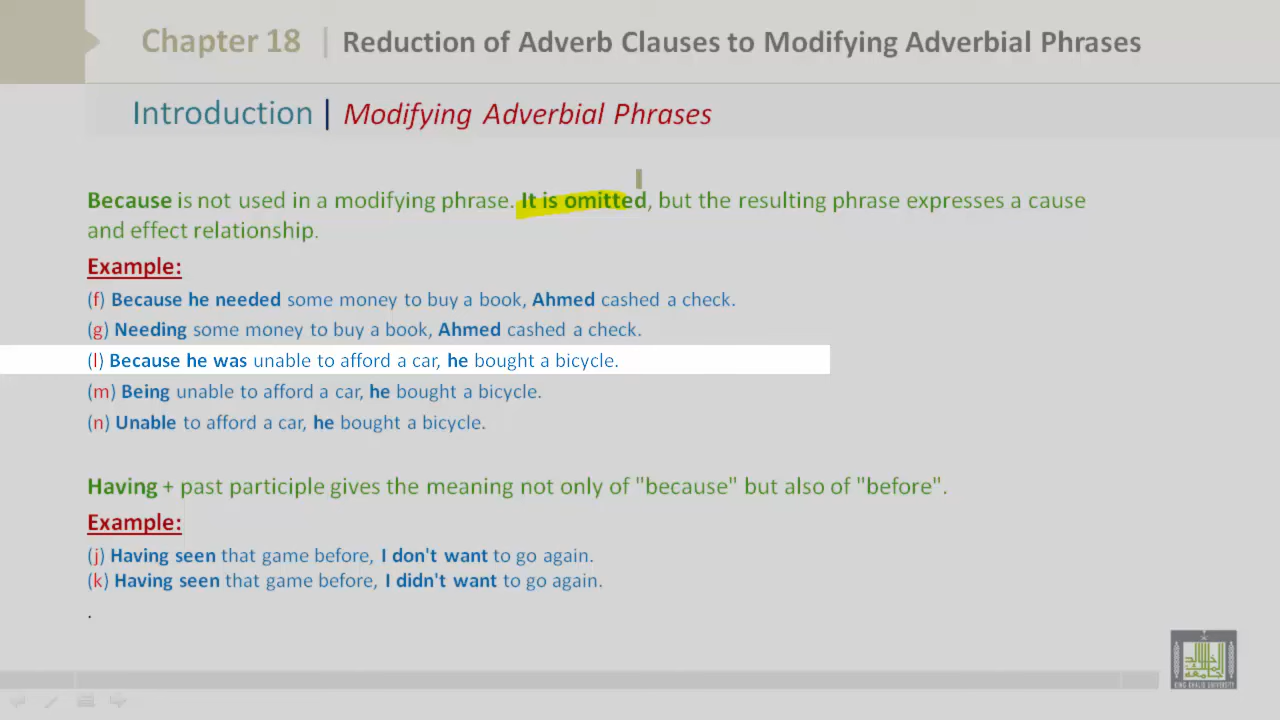 Chapter 18 | Reduction of Adverb Clauses to Modifying Adverbial Phrases
Introduction | Modifying Adverbial Phrases
Because is not used in a modifying phrase. It is omitted, but the resulting phrase expresses a cause
and effect relationship.
Example:
(f) Because he needed some money to buy a book, Ahmed cashed a check.
(g) Needing some money to buy a book, Ahmed cashed a check.
(l) Because he was unable to afford a car, he bought a bicycle.
(m) Being unable to afford a car, he bought a bicycle.
(n) Unable to afford a car, he bought a bicycle.
Having + past participle gives the meaning not only of "because" but also of "before".
Example:
(j) Having seen that game before, I don't want to go again.
(k) Having seen that game before, I didn't want to go again.
.
KING KHALID UNIVERSITY